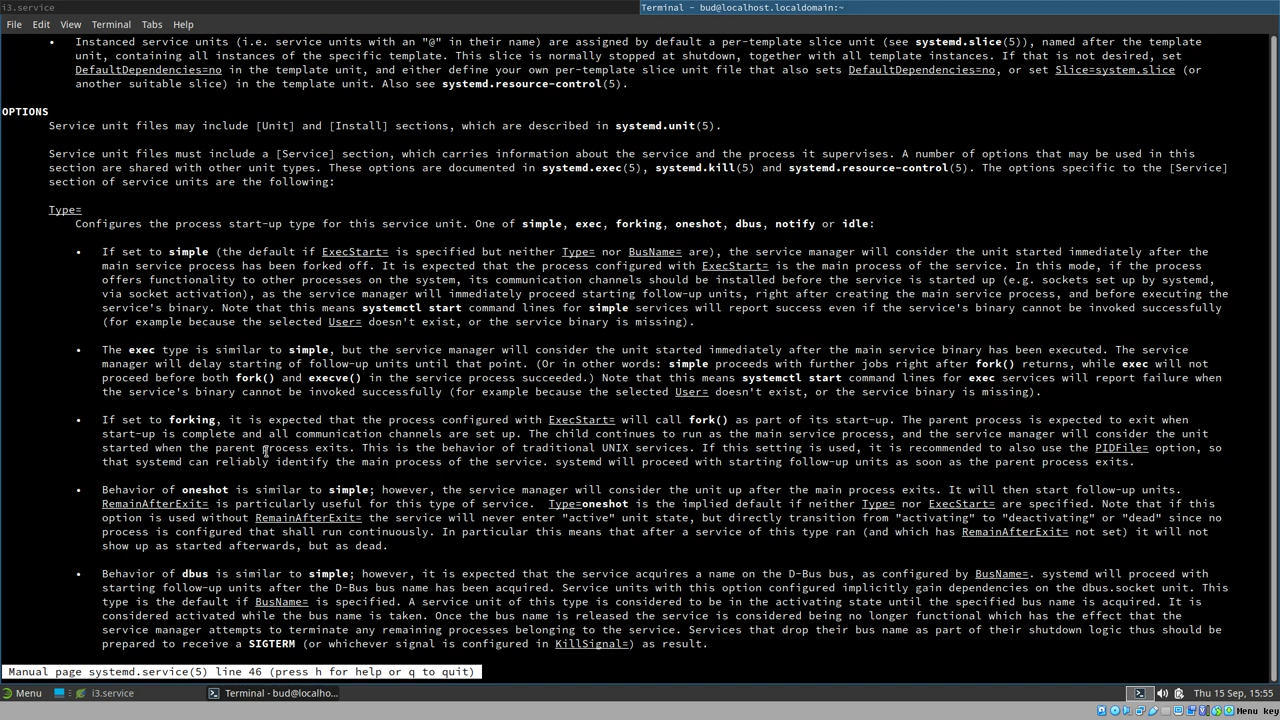 i3.service
Terminal - bud@localhost.localdomain:~
File Edit View Terminal Tabs Help
• Instanced service units (i.e. service units with an "@" in their name) are assigned by default a per-template slice unit (see systemd.slice(5)), named after the template
unit, containing all instances of the specific template. This slice is normally stopped at shutdown, together with all template instances. If that is not desired, set
DefaultDependencies=no in the template unit, and either define your own per-template slice unit file that also sets DefaultDependencies=no, or set Slice=system.slice (or
another suitable slice) in the template unit. Also see systemd.resource-control(5).
OPTIONS
Service unit files may include [Unit] and [Install] sections, which are described in systemd.unit(5).
Service unit files must include a [Service] section, which carries information about the service and the process it supervises. A number of options that may be used in this
section are shared with other unit types. These options are documented in systemd.exec(5), systemd.kill(5) and systemd.resource-control(5). The options specific to the [Service]
section of service units are the following:
Type=
Configures the process start-up type for this service unit. One of simple, exec, forking, oneshot, dbus, notify or idle:
• If set to simple (the default if ExecStart= is specified but neither Type= nor BusName= are), the service manager will consider the unit started immediately after the
main service process has been forked off. It is expected that the process configured with ExecStart= is the main process of the service. In this mode, if the process
offers functionality to other processes on the system, its communication channels should be installed before the service is started up (e.g. sockets set up by systemd,
via socket activation), as the service manager will immediately proceed starting follow-up units, right after creating the main service process, and before executing the
service's binary. Note that this means systemctl start command lines for simple services will report success even if the service's binary cannot be invoked successfully
(for example because the selected User= doesn't exist, or the service binary is missing).
• The exec type is similar to simple, but the service manager will consider the unit started immediately after the main service binary has been executed. The service
manager will delay starting of follow-up units until that point. (Or in other words: simple proceeds with further jobs right after fork() returns, while exec will not
proceed before both fork() and execve() in the service process succeeded.) Note that this means systemctl start command lines for exec services will report failure when
the service's binary cannot be invoked successfully (for example because the selected User= doesn't exist, or the service binary is missing).
• If set to forking, it is expected that the process configured with ExecStart= will call fork() as part of its start-up. The parent process is expected to exit when
start-up is complete and all communication channels are set up. The child continues to run as the main service process, and the service manager will consider the unit
started when the parent process exits. This is the behavior of traditional UNIX services. If this setting is used, it is recommended to also use the PIDFile= option, so
that systemd can reliably identify the main process of the service. systemd will proceed with starting follow-up units as soon as the parent process exits.
• Behavior of oneshot is similar to simple; however, the service manager will consider the unit up after the main process exits. It will then start follow-up units.
RemainAfterExit= is particularly useful for this type of service. Type=oneshot is the implied default if neither Type= nor ExecStart= are specified. Note that if this
option is used without RemainAfterExit= the service will never enter "active" unit state, but directly transition from "activating" to "deactivating" or "dead" since no
process is configured that shall run continuously. In particular this means that after a service of this type ran (and which has RemainAfterExit= not set) it will not
show up as started afterwards, but as dead.
• Behavior of dbus is similar to simple; however, it is expected that the service acquires a name on the D-Bus bus, as configured by BusName=. systemd will proceed with
starting follow-up units after the D-Bus bus name has been acquired. Service units with this option configured implicitly gain dependencies on the dbus.socket unit. This
type is the default if BusName= is specified. A service unit of this type is considered to be in the activating state until the specified bus name is acquired. It is
considered activated while the bus name is taken. Once the bus name is released the service is considered being no longer functional which has the effect that the
service manager attempts to terminate any remaining processes belonging to the service. Services that drop their bus name as part of their shutdown logic thus should be
prepared to receive a SIGTERM (or whichever signal is configured in KillSignal=) as result.
Manual page systemd.service(5) line 46 (press h for help or q to quit)
Menu i3.service Terminal - bud@localho... Thu 15 Sep, 15:55
Menu key